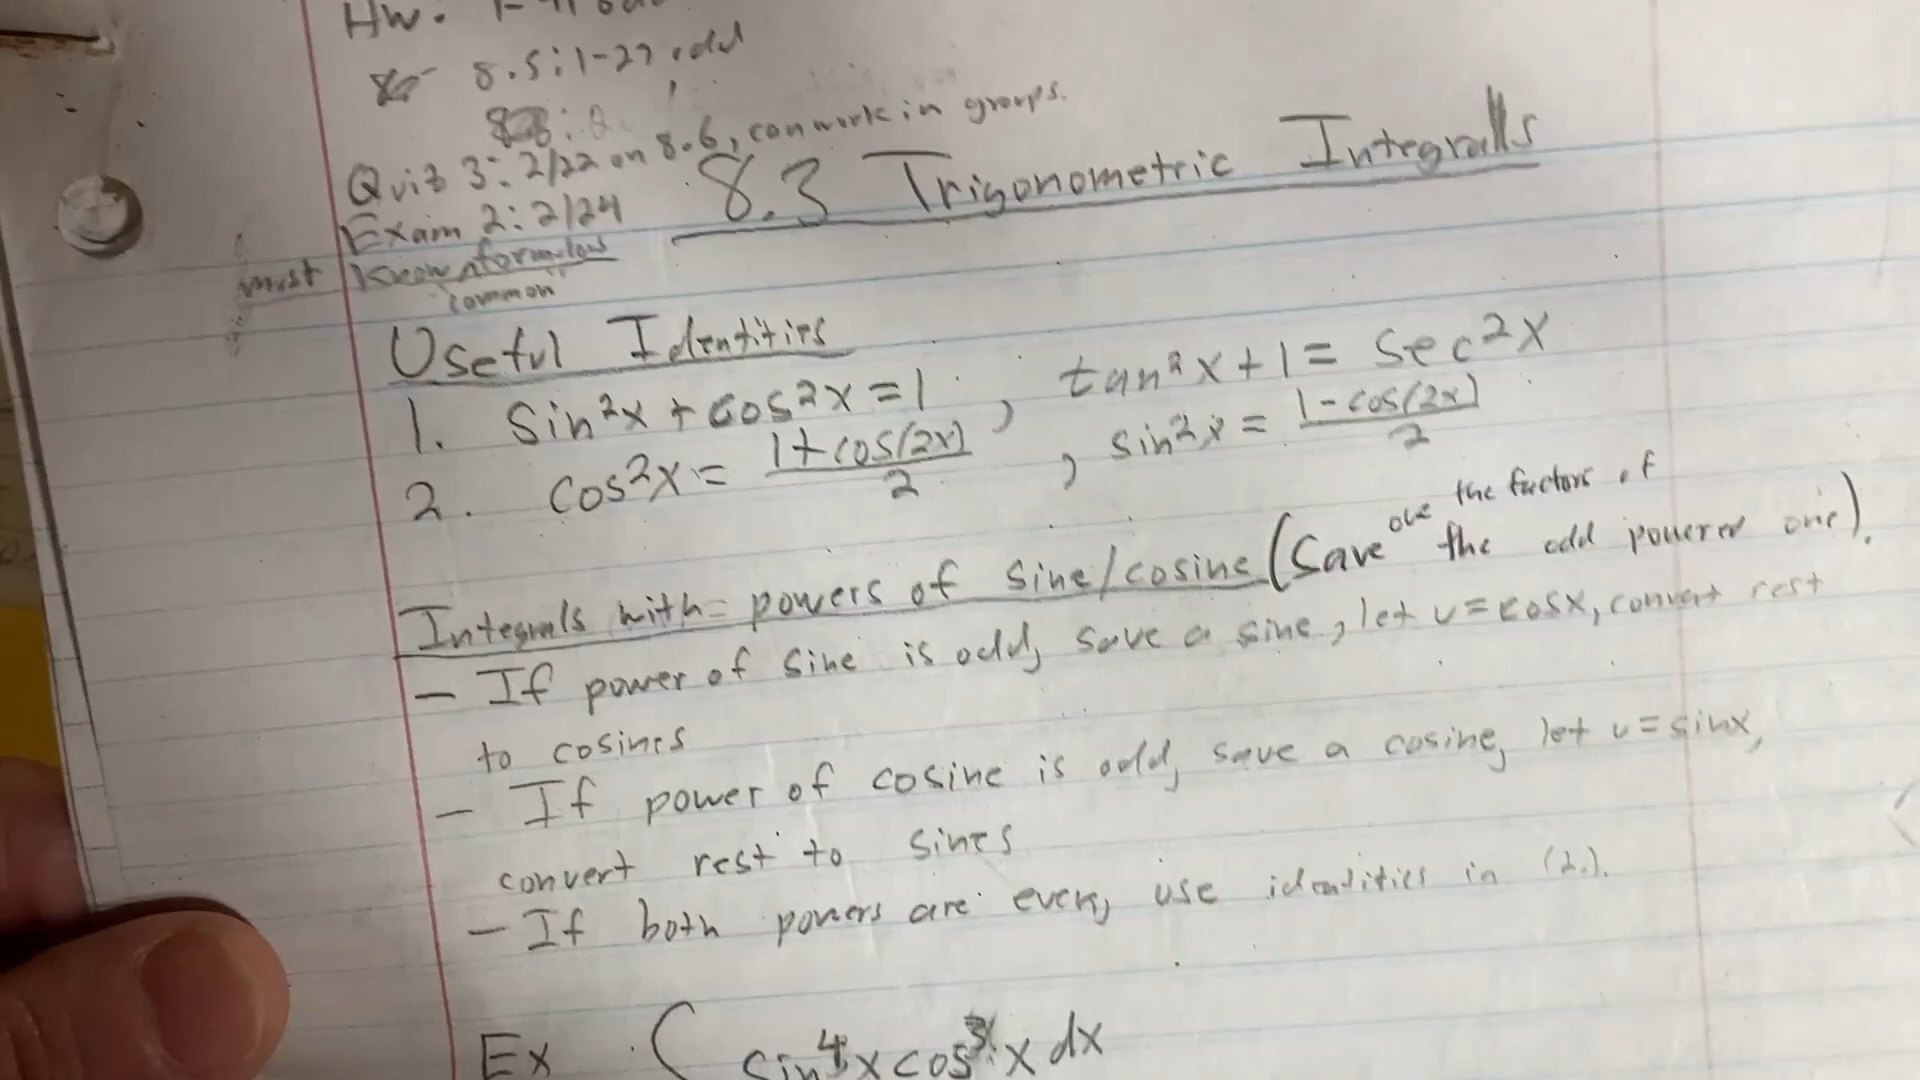 HW: 1-41 odd
8.5: 1-27 odd
Quiz 3: 2/22 on 8.6, can work in groups.
Exam 2: 2/24
8.3 Trigonometric Integralls
must know formulas
common
Useful Identities
1. Sin²x + cos²x = 1, tan²x + 1 = sec²x
2. cos²x = (1 + cos(2x))/2, sin²x = (1 - cos(2x))/2
Integrals with powers of sine/cosine (Save one the factors of the odd powered one).
- If power of sine is odd, save a sine, let u = cosx, convert rest
to cosines
- If power of cosine is odd, save a cosine, let u = sinx,
convert rest to sines
- If both powers are even, use identities in (2.).
Ex ∫ sin⁴x cos³x dx